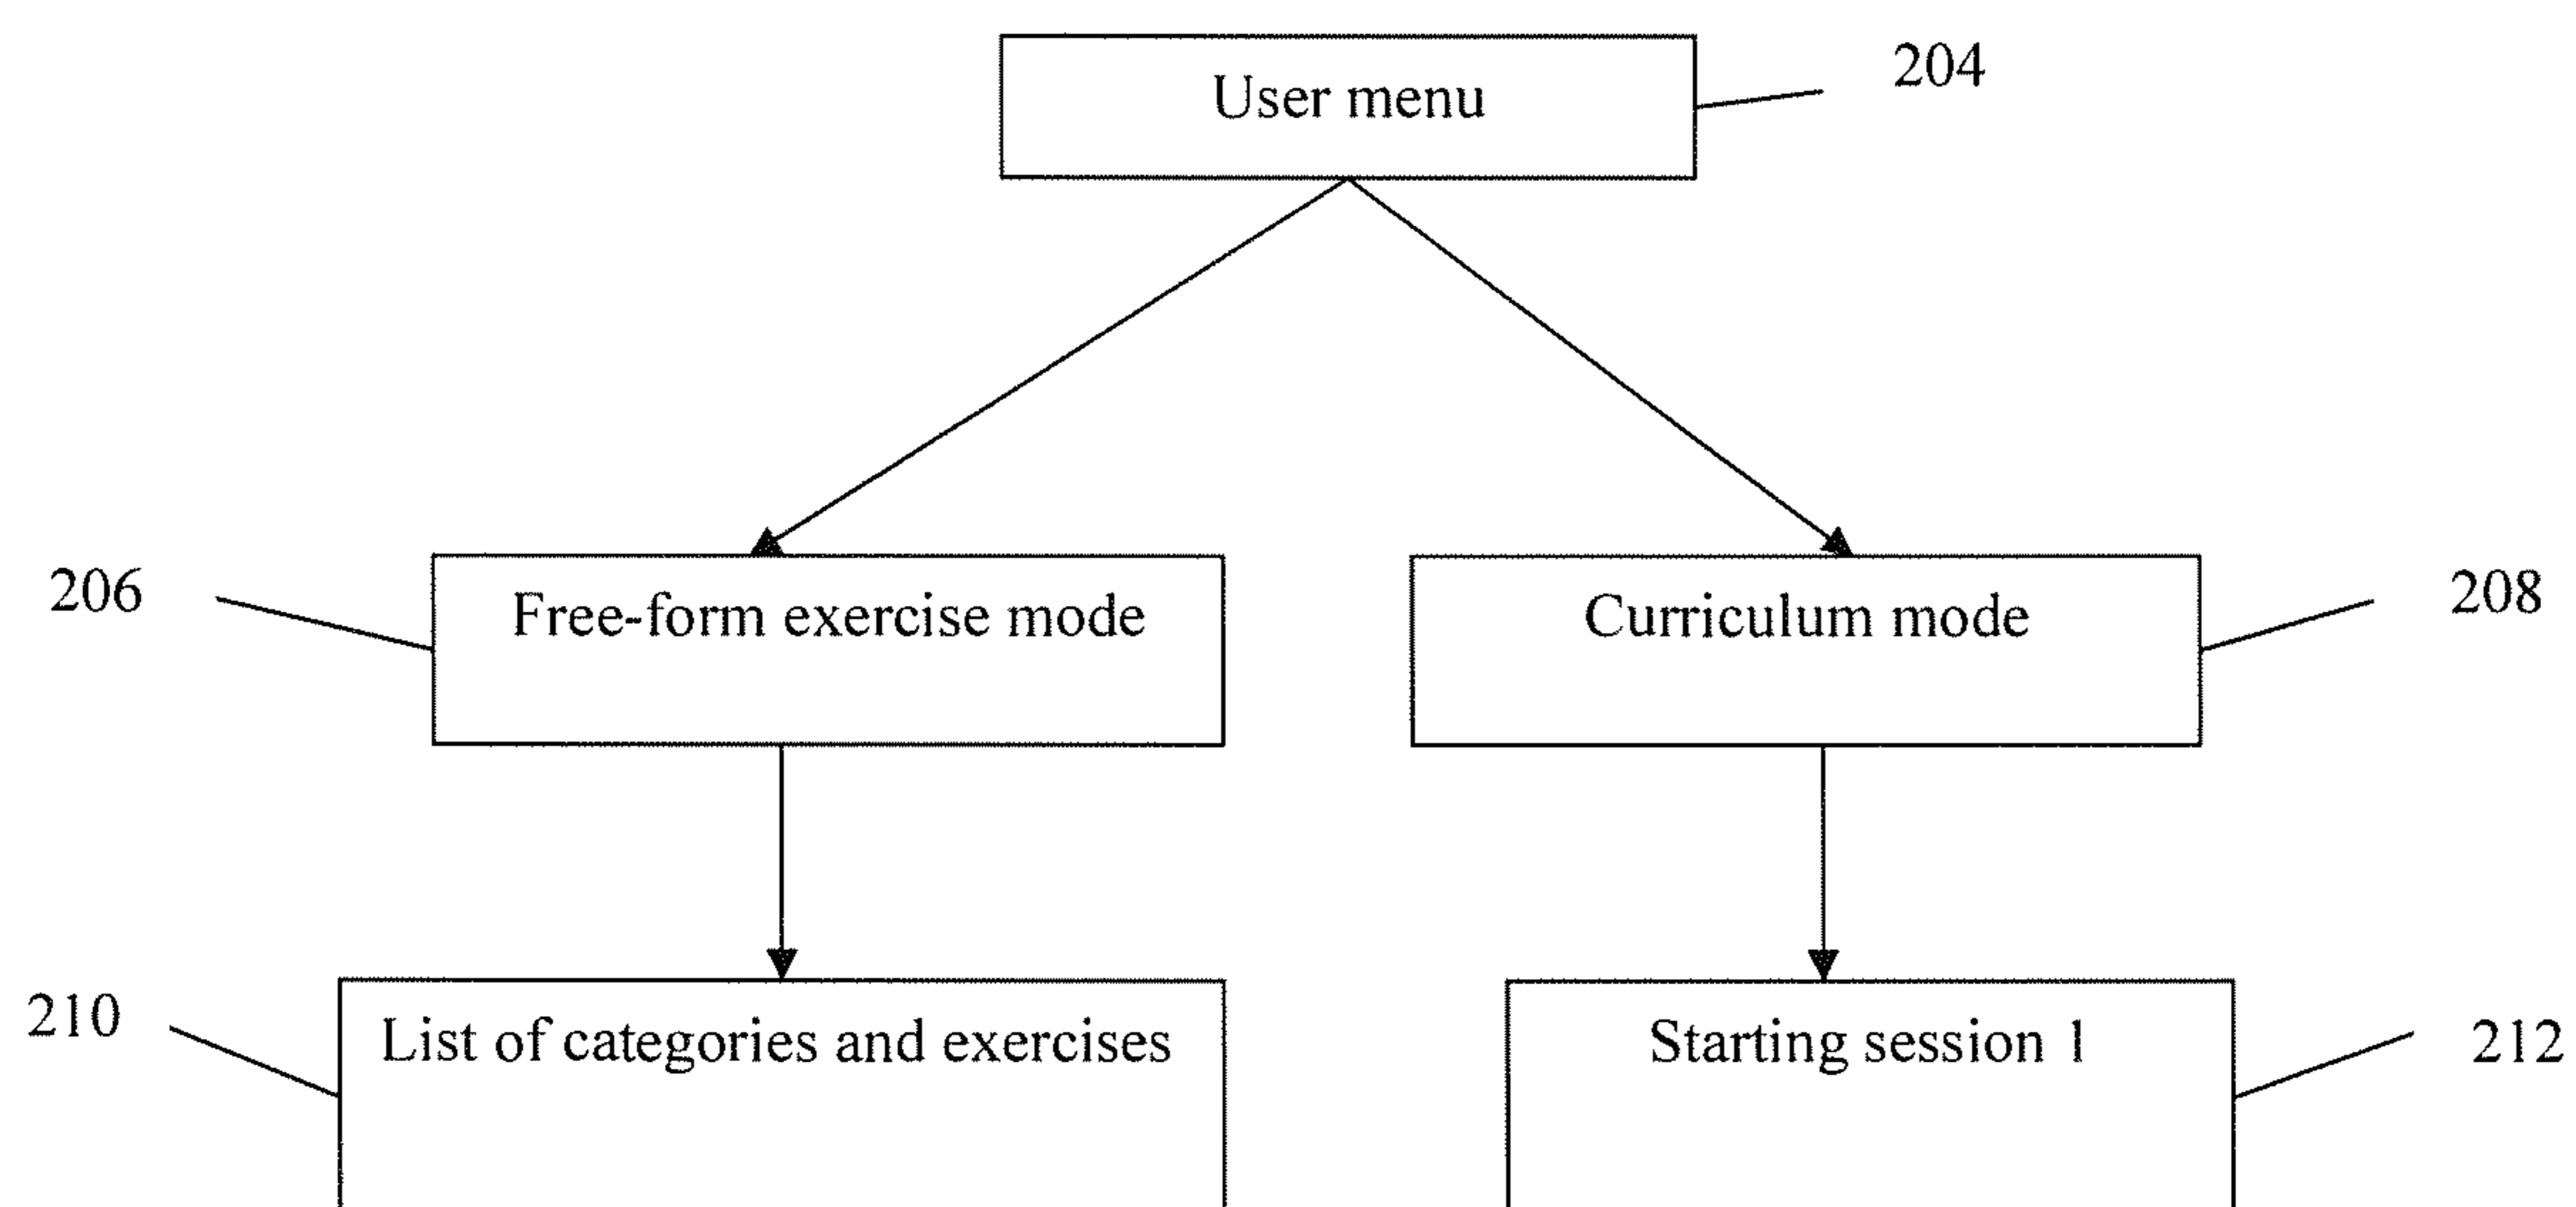 User menu
204
206
Free-form exercise mode
Curriculum mode
208
210
List of categories and exercises
Starting session 1
212